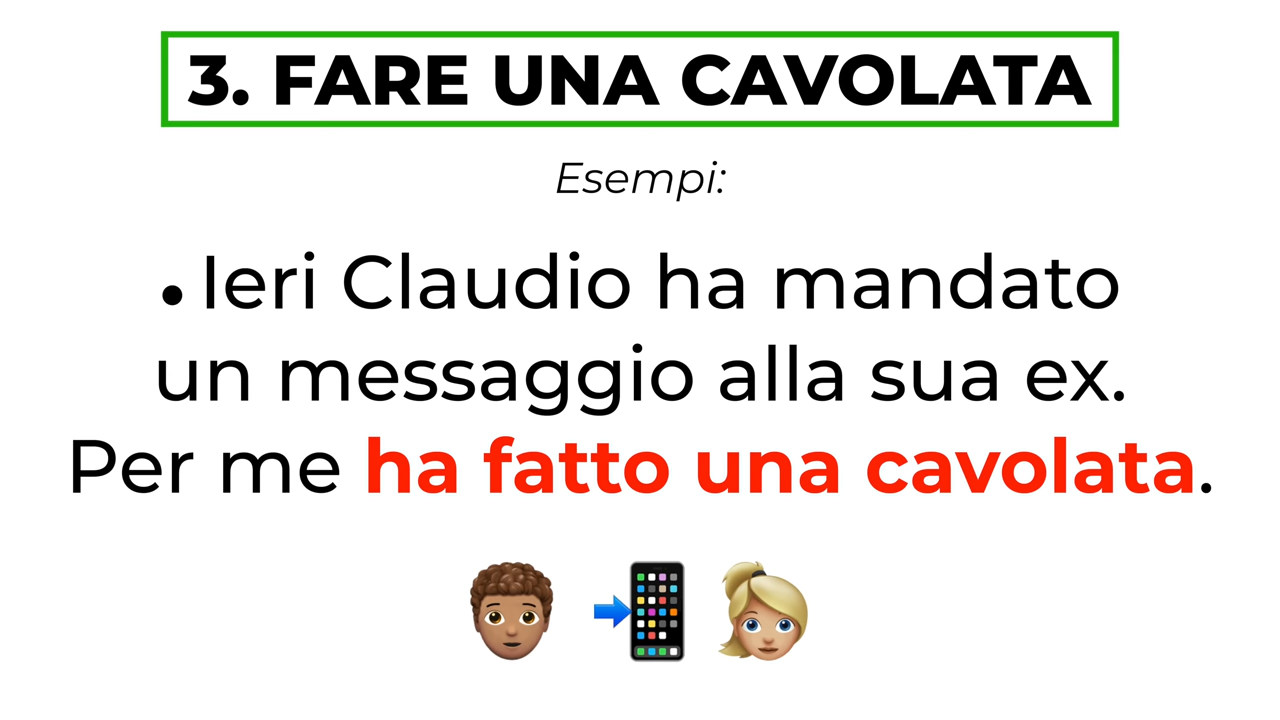 3. FARE UNA CAVOLATA
Esempi:
• Ieri Claudio ha mandato
un messaggio alla sua ex.
Per me ha fatto una cavolata.